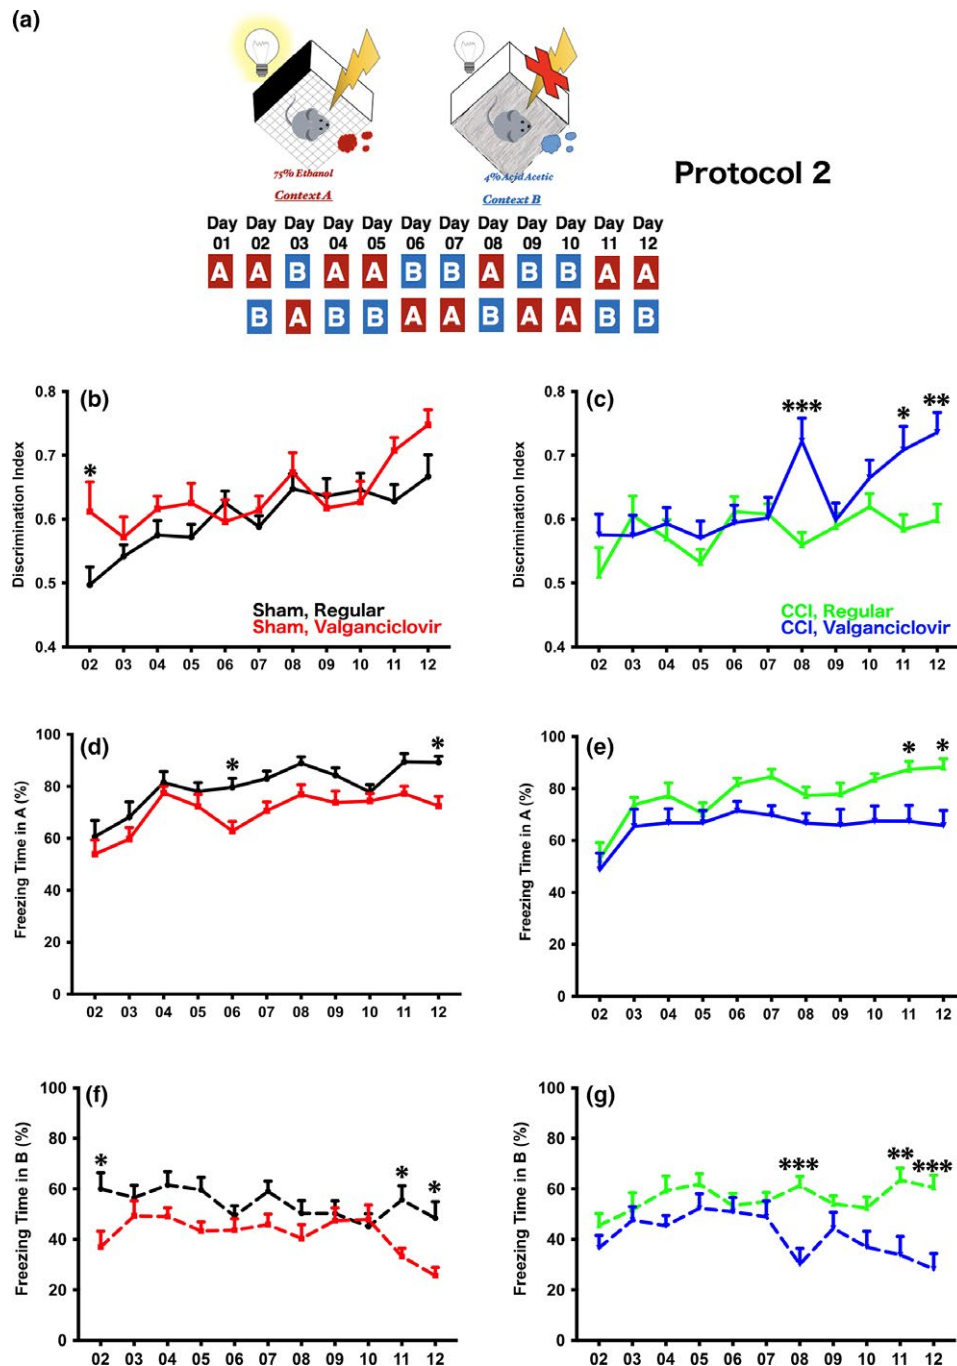 (a)
75% Ethanol
Context A
4% Acid Acetic
Context B
Protocol 2
Day Day Day Day Day Day Day Day Day Day Day Day
01 02 03 04 05 06 07 08 09 10 11 12
A A B A A B B A B B A A
B A B B A A B A A B B
(b)
Discrimination Index
0.8
0.7
0.6
0.5
0.4
*
Sham, Regular
Sham, Valganciclovir
02 03 04 05 06 07 08 09 10 11 12
(c)
Discrimination Index
0.8
0.7
0.6
0.5
0.4
*** * **
CCI, Regular
CCI, Valganciclovir
02 03 04 05 06 07 08 09 10 11 12
(d)
Freezing Time in A (%)
100
80
60
40
20
0
* *
02 03 04 05 06 07 08 09 10 11 12
(e)
Freezing Time in A (%)
100
80
60
40
20
0
* *
02 03 04 05 06 07 08 09 10 11 12
(f)
Freezing Time in B (%)
100
80
60
40
20
0
* * *
02 03 04 05 06 07 08 09 10 11 12
(g)
Freezing Time in B (%)
100
80
60
40
20
0
*** ** ***
02 03 04 05 06 07 08 09 10 11 12